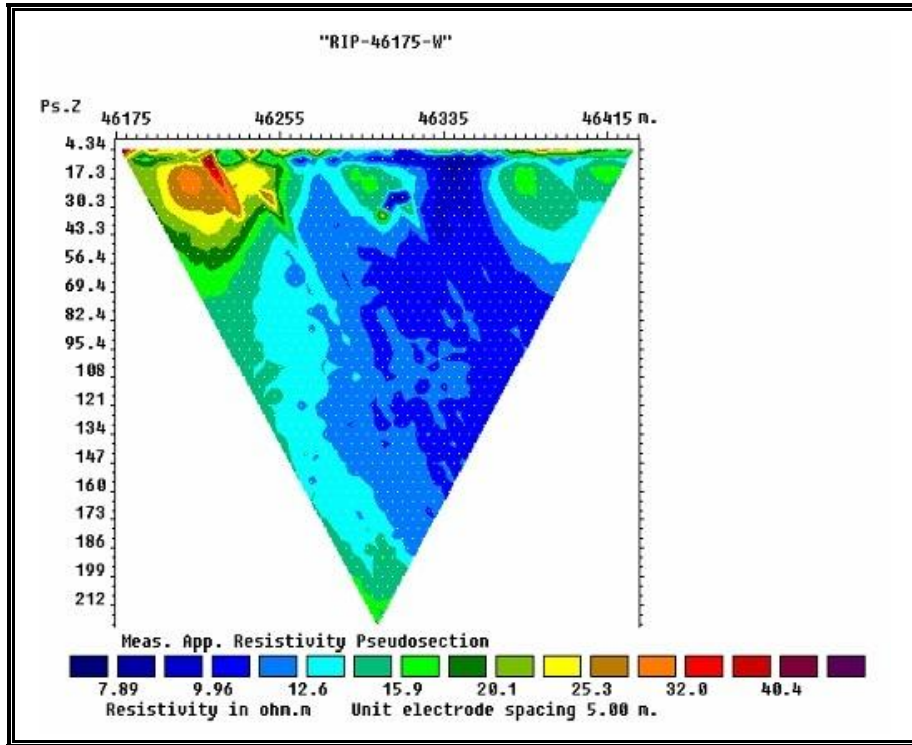 "RIP-46175-W"
Ps.Z
46175 46255 46335 46415 m.
4.34
17.3
30.3
43.3
56.4
69.4
82.4
95.4
108
121
134
147
160
173
186
199
212
Meas. App. Resistivity Pseudosection
7.89 9.96 12.6 15.9 20.1 25.3 32.0 40.4
Resistivity in ohm.m Unit electrode spacing 5.00 m.